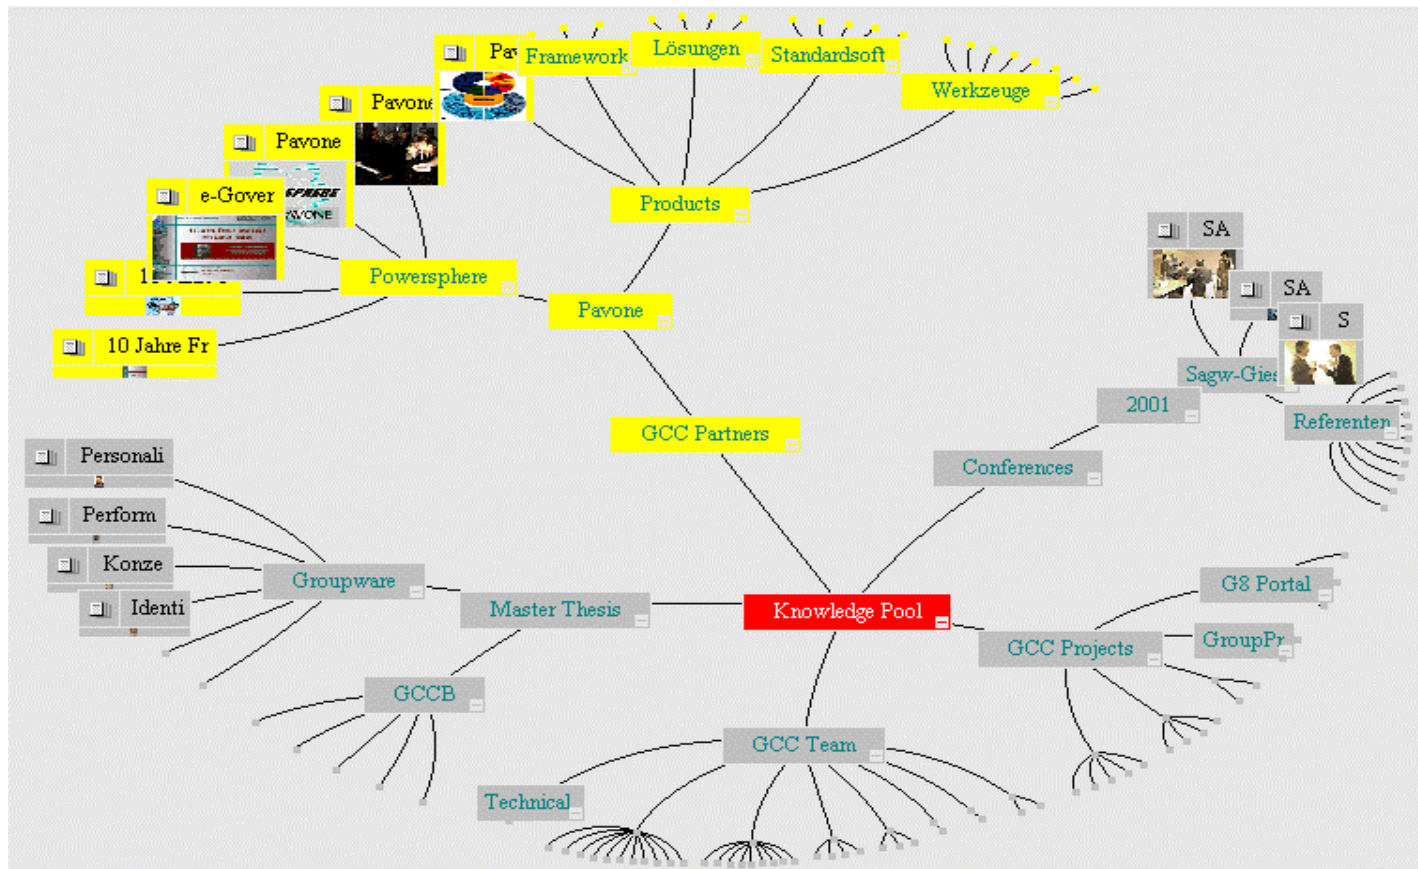 Framework
Lösungen
Standardsoft
Werkzeuge
Pavone
Pavone
e-Gover
Products
Powersphere
Pavone
10 Jahre Fr
GCC Partners
SA
SA
S
2001
Referenten
Conferences
Personali
Perform
Konze
Identi
Groupware
Master Thesis
Knowledge Pool
GCC Projects
G8 Portal
GroupPr
GCCB
GCC Team
Technical